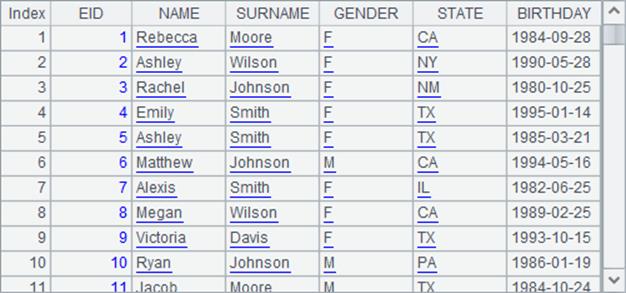 Index EID NAME SURNAME GENDER STATE BIRTHDAY
1 1 Rebecca Moore F CA 1984-09-28
2 2 Ashley Wilson F NY 1990-05-28
3 3 Rachel Johnson F NM 1980-10-25
4 4 Emily Smith F TX 1995-01-14
5 5 Ashley Smith F TX 1985-03-21
6 6 Matthew Johnson M CA 1994-05-16
7 7 Alexis Smith F IL 1982-06-25
8 8 Megan Wilson F CA 1989-02-25
9 9 Victoria Davis F TX 1993-10-15
10 10 Ryan Johnson M PA 1986-01-19
11 11 Jacob Moore M TX 1984-10-24